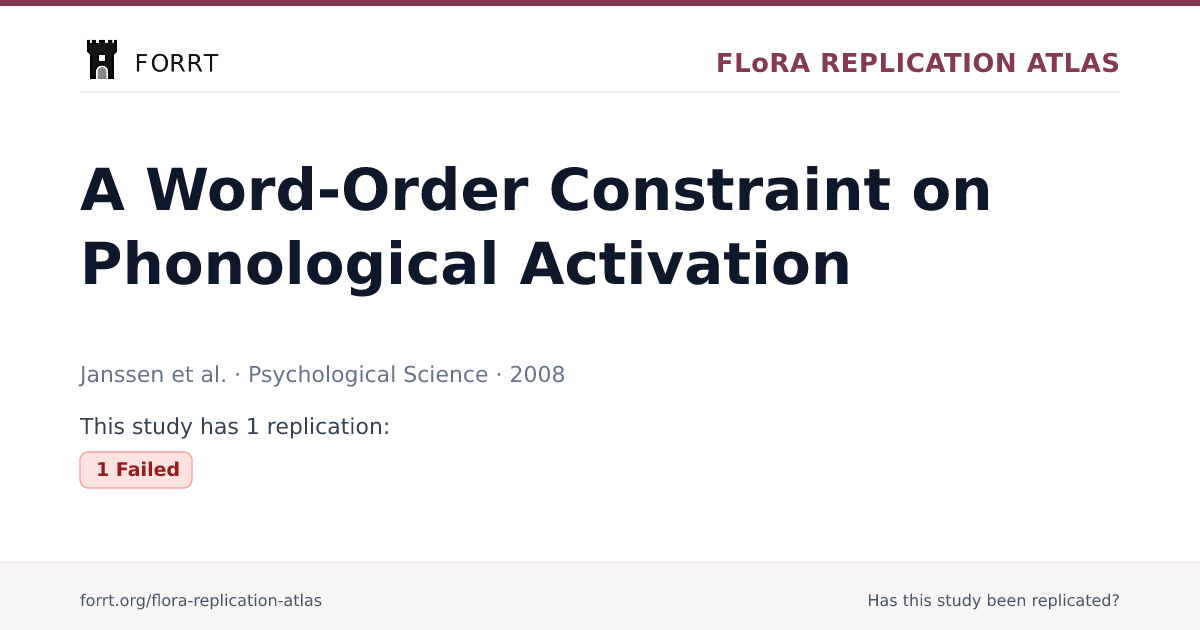 FORRT
FLoRA REPLICATION ATLAS
A Word-Order Constraint on
Phonological Activation
Janssen et al. · Psychological Science · 2008
This study has 1 replication:
1 Failed
forrt.org/flora-replication-atlas
Has this study been replicated?